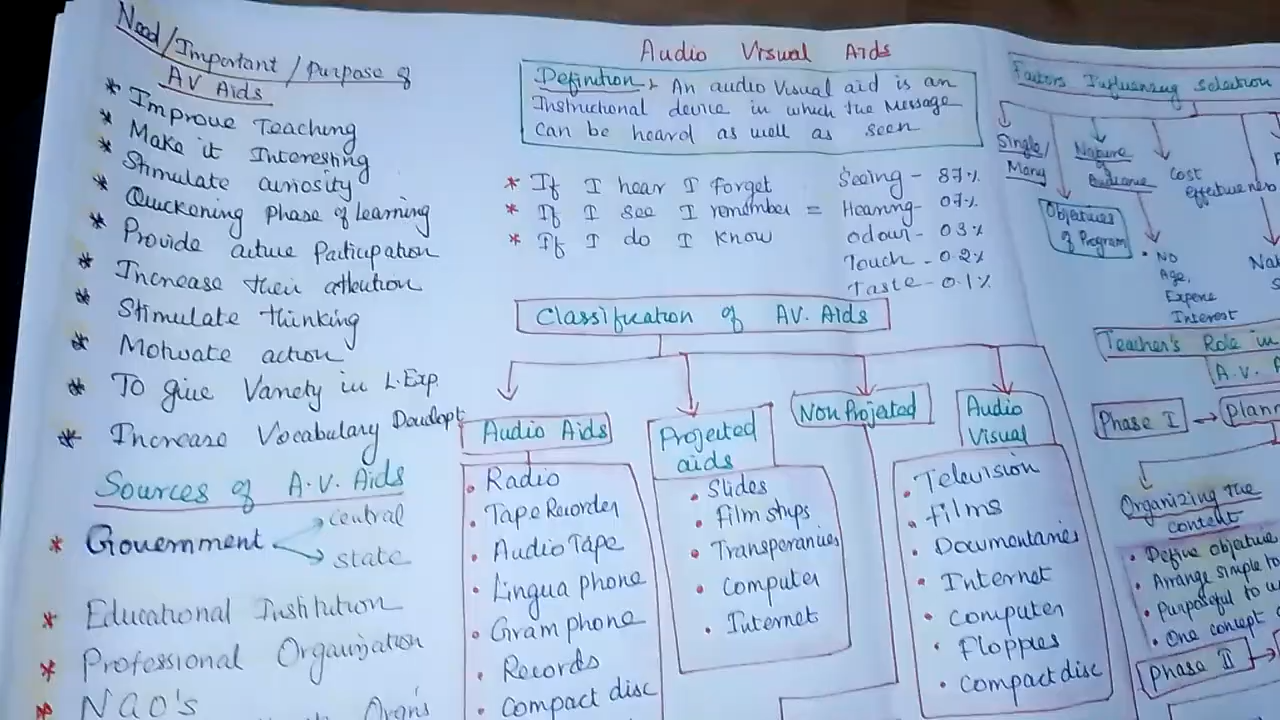 Need/Important/Purpose of
AV Aids
* Improve Teaching
* Make it Interesting
* Stimulate curiosity
* Quickening phase of learning
* Provide active Participation
* Increase their attention
* Stimulate thinking
* Motivate action
* To give Variety in L.Exp.
* Increase Vocabulary
Sources of A.V. Aids
* Government
central
state
* Educational Institution
* Professional Organisation
* NGO's
Audio Visual Aids
Definition : An audio Visual aid is an
Instructional device in which the Message
can be heard as well as seen
* If I hear I forget
* If I see I remember =
* If I do I know
Seeing - 87%
Hearing - 07%
odour - 03%
Touch - 0.2%
Taste - 0.1%
Classification of AV. Aids
Audio Aids
• Radio
• Tape Recorder
• Audio Tape
• Lingua phone
• Gram phone
• Records
• Compact disc
Projected
aids
• Slides
• film strips
• Transperancies
• Computer
• Internet
Non Projected
Audio
Visual
• Television
• films
• Documentaries
• Internet
• Computer
• Floppies
• Compact disc
Factors Influencing selection
Single/
Many
Objectives
of Program
Nature
of
Audience
• No
Age,
Interest
Cost
effectiveness
Teacher's Role in
A.V.
Phase I
Organizing the
content
• Define objective
• Arrange simple to
• Purposeful to
• One concept
Phase II